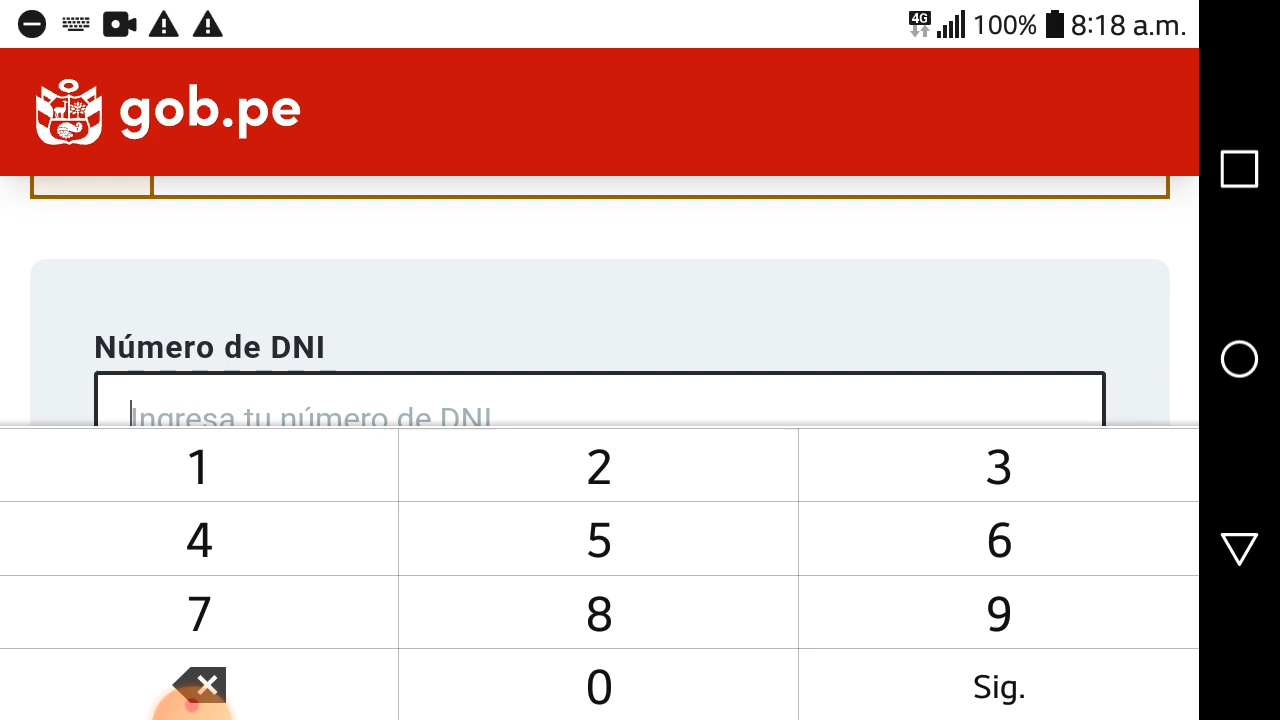 4G 100% 8:18 a.m.
gob.pe
Número de DNI
Ingresa tu número de DNI
1 2 3
4 5 6
7 8 9
0 Sig.